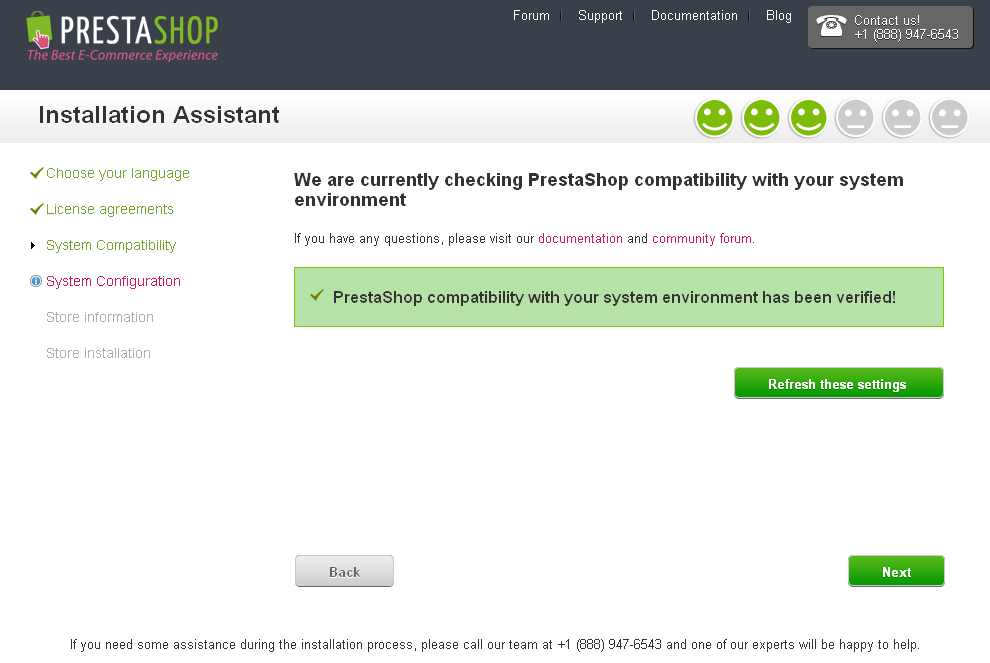 PRESTASHOP
The Best E-Commerce Experience
Forum
Support
Documentation
Blog
Contact us!
+1 (888) 947-6543
Installation Assistant
Choose your language
License agreements
System Compatibility
System Configuration
Store information
Store installation
We are currently checking PrestaShop compatibility with your system
environment
If you have any questions, please visit our documentation and community forum.
PrestaShop compatibility with your system environment has been verified!
Refresh these settings
Back
Next
If you need some assistance during the installation process, please call our team at +1 (888) 947-6543 and one of our experts will be happy to help.